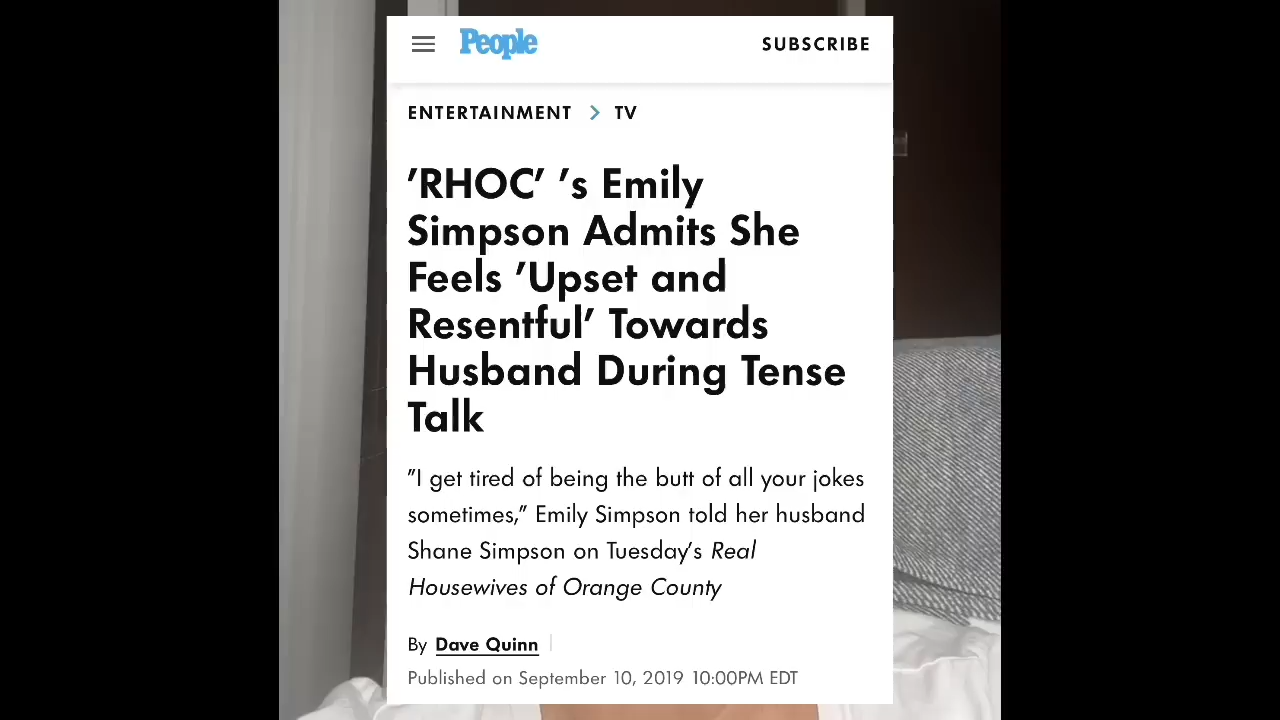 People
SUBSCRIBE
ENTERTAINMENT > TV
’RHOC’ ’s Emily
Simpson Admits She
Feels ’Upset and
Resentful’ Towards
Husband During Tense
Talk
”I get tired of being the butt of all your jokes
sometimes,” Emily Simpson told her husband
Shane Simpson on Tuesday’s Real
Housewives of Orange County
By Dave Quinn
Published on September 10, 2019 10:00PM EDT